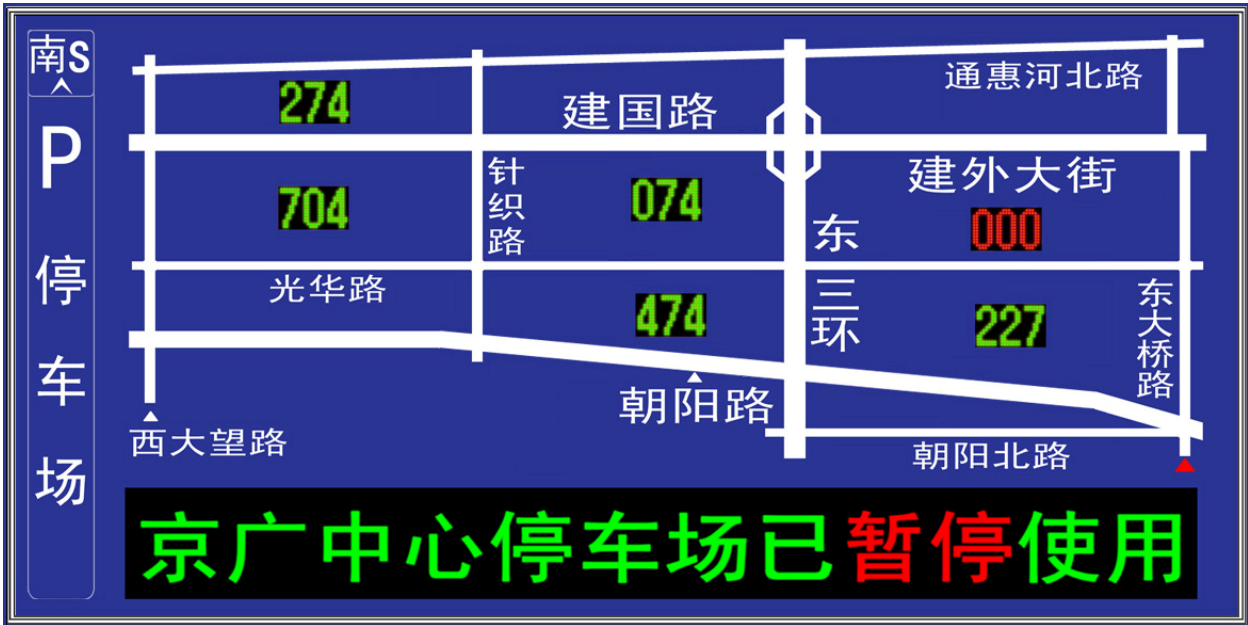 南S
P
停车场
通惠河北路
274
建国路
针织路
建外大街
704
074
000
东三环
光华路
474
227
东大桥路
朝阳路
西大望路
朝阳北路
京广中心停车场已暂停使用